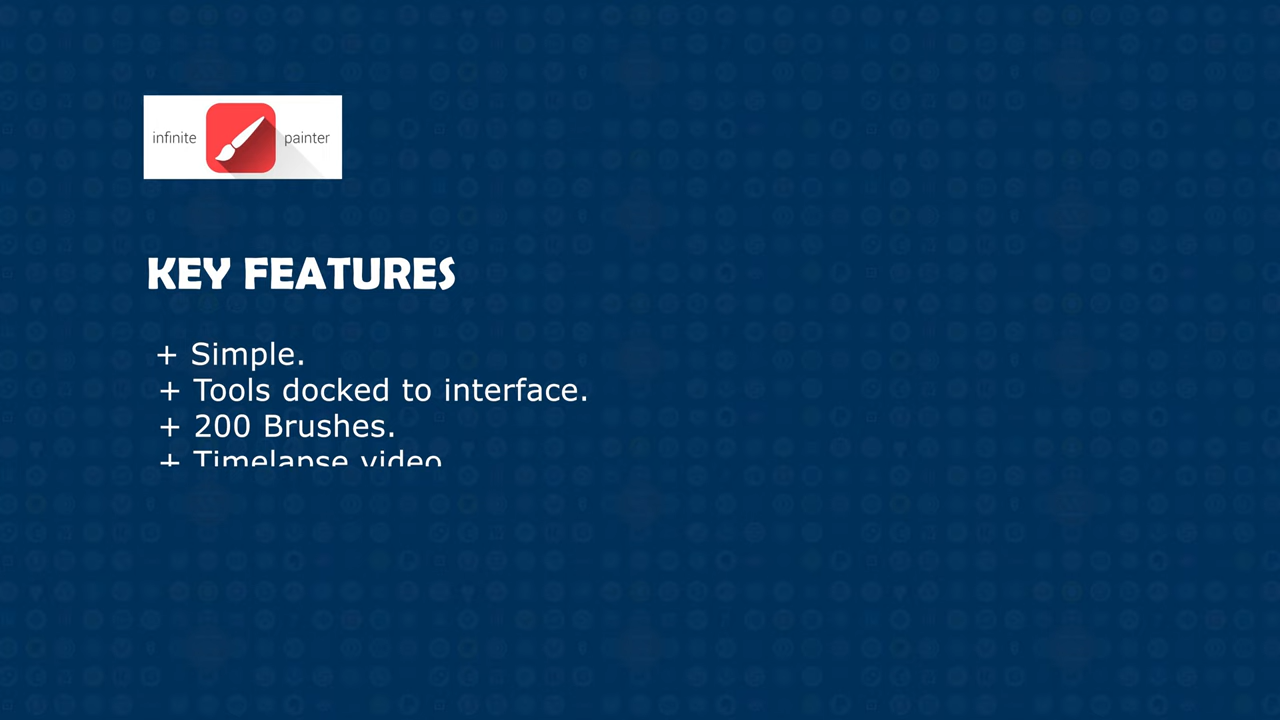 infinite painter
KEY FEATURES
+ Simple.
+ Tools docked to interface.
+ 200 Brushes.
+ Timelapse video